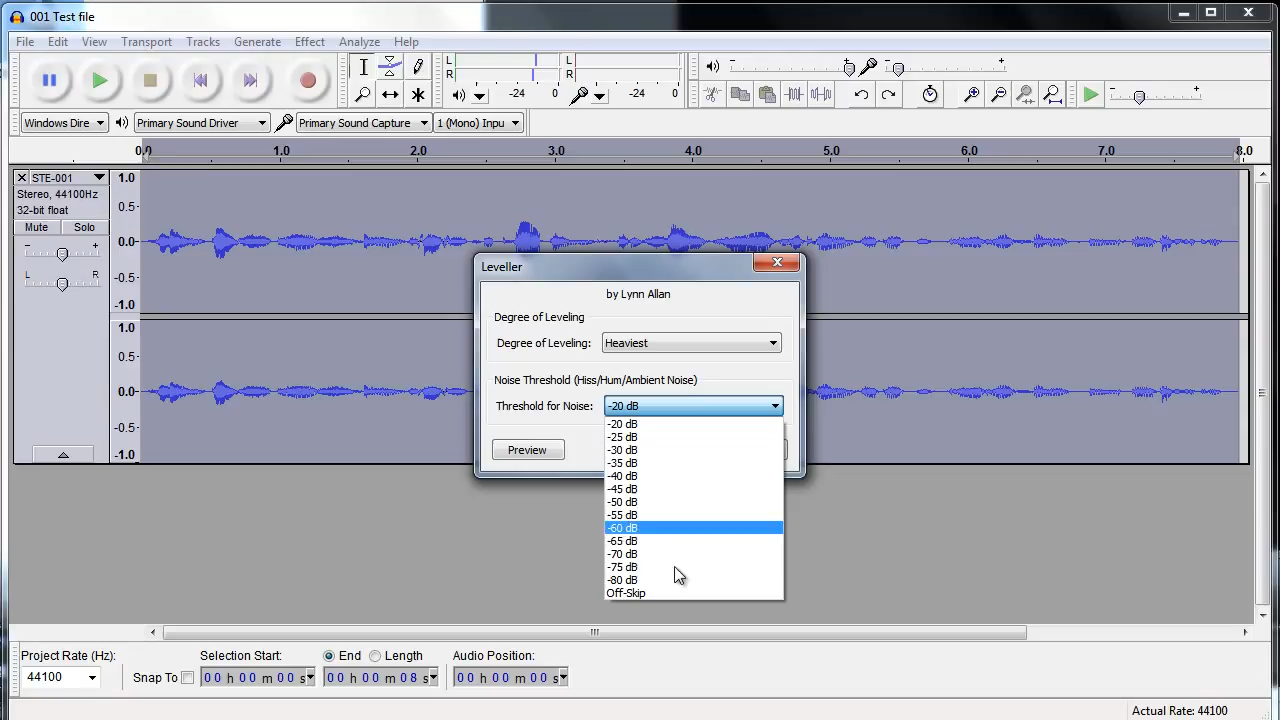 001 Test file
File Edit View Transport Tracks Generate Effect Analyze Help
L
R
-24 0
L
R
-24 0
Windows Dire
Primary Sound Driver
Primary Sound Capture
1 (Mono) Inpu
0.0 1.0 2.0 3.0 4.0 5.0 6.0 7.0 8.0
STE-001
Stereo, 44100Hz
32-bit float
Mute Solo
- +
L R
1.0
0.5
0.0
-0.5
-1.0
1.0
0.5
0.0
-0.5
-1.0
Leveller
by Lynn Allan
Degree of Leveling
Degree of Leveling: Heaviest
Noise Threshold (Hiss/Hum/Ambient Noise)
Threshold for Noise: -20 dB
Preview
-20 dB
-25 dB
-30 dB
-35 dB
-40 dB
-45 dB
-50 dB
-55 dB
-60 dB
-65 dB
-70 dB
-75 dB
-80 dB
Off-Skip
Project Rate (Hz): Selection Start: End Length Audio Position:
44100 Snap To 00 h 00 m 00 s 00 h 00 m 08 s 00 h 00 m 00 s
Actual Rate: 44100